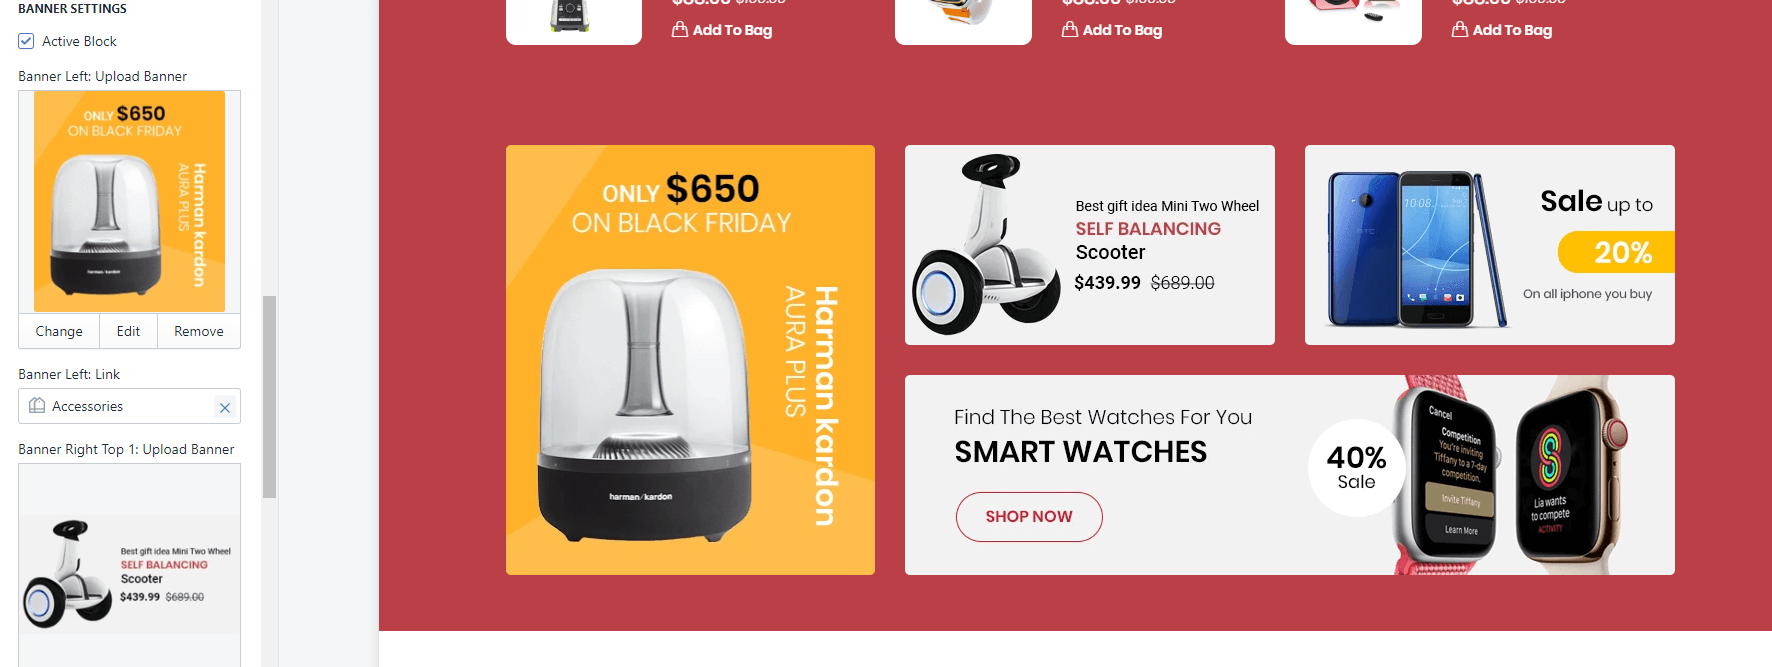 BANNER SETTINGS
Active Block
Banner Left: Upload Banner
ONLY $650
ON BLACK FRIDAY
Harman kardon
AURA PLUS
harman/kardon
Change
Edit
Remove
Banner Left: Link
Accessories
Banner Right Top 1: Upload Banner
Best gift idea Mini Two Wheel
SELF BALANCING
Scooter
$439.99 $689.00
Add To Bag
Add To Bag
Add To Bag
ONLY $650
ON BLACK FRIDAY
Harman kardon
AURA PLUS
harman/kardon
Best gift idea Mini Two Wheel
SELF BALANCING
Scooter
$439.99 $689.00
10:08
Sale up to
20%
On all iphone you buy
Find The Best Watches For You
SMART WATCHES
SHOP NOW
40%
Sale
Cancel
Competition
You're inviting
Tiffany to a 7-day
competition.
Invite Tiffany
Learn More
Lia wants
to compete
ACTIVITY